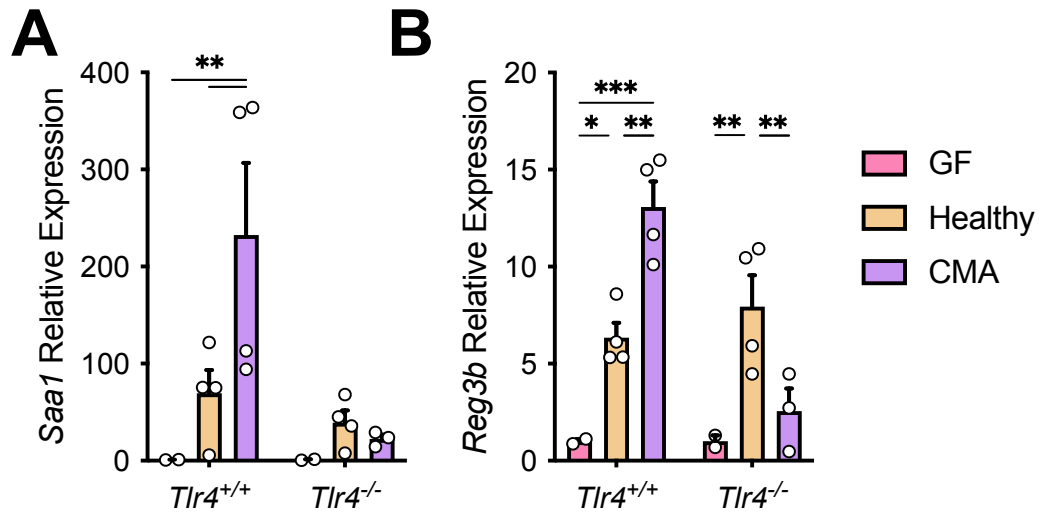 A
B
Saa1 Relative Expression
400
300
200
100
0
**
Tlr4+/+
Tlr4-/-
Reg3b Relative Expression
20
15
10
5
0
***
*
**
**
**
Tlr4+/+
Tlr4-/-
GF
Healthy
CMA